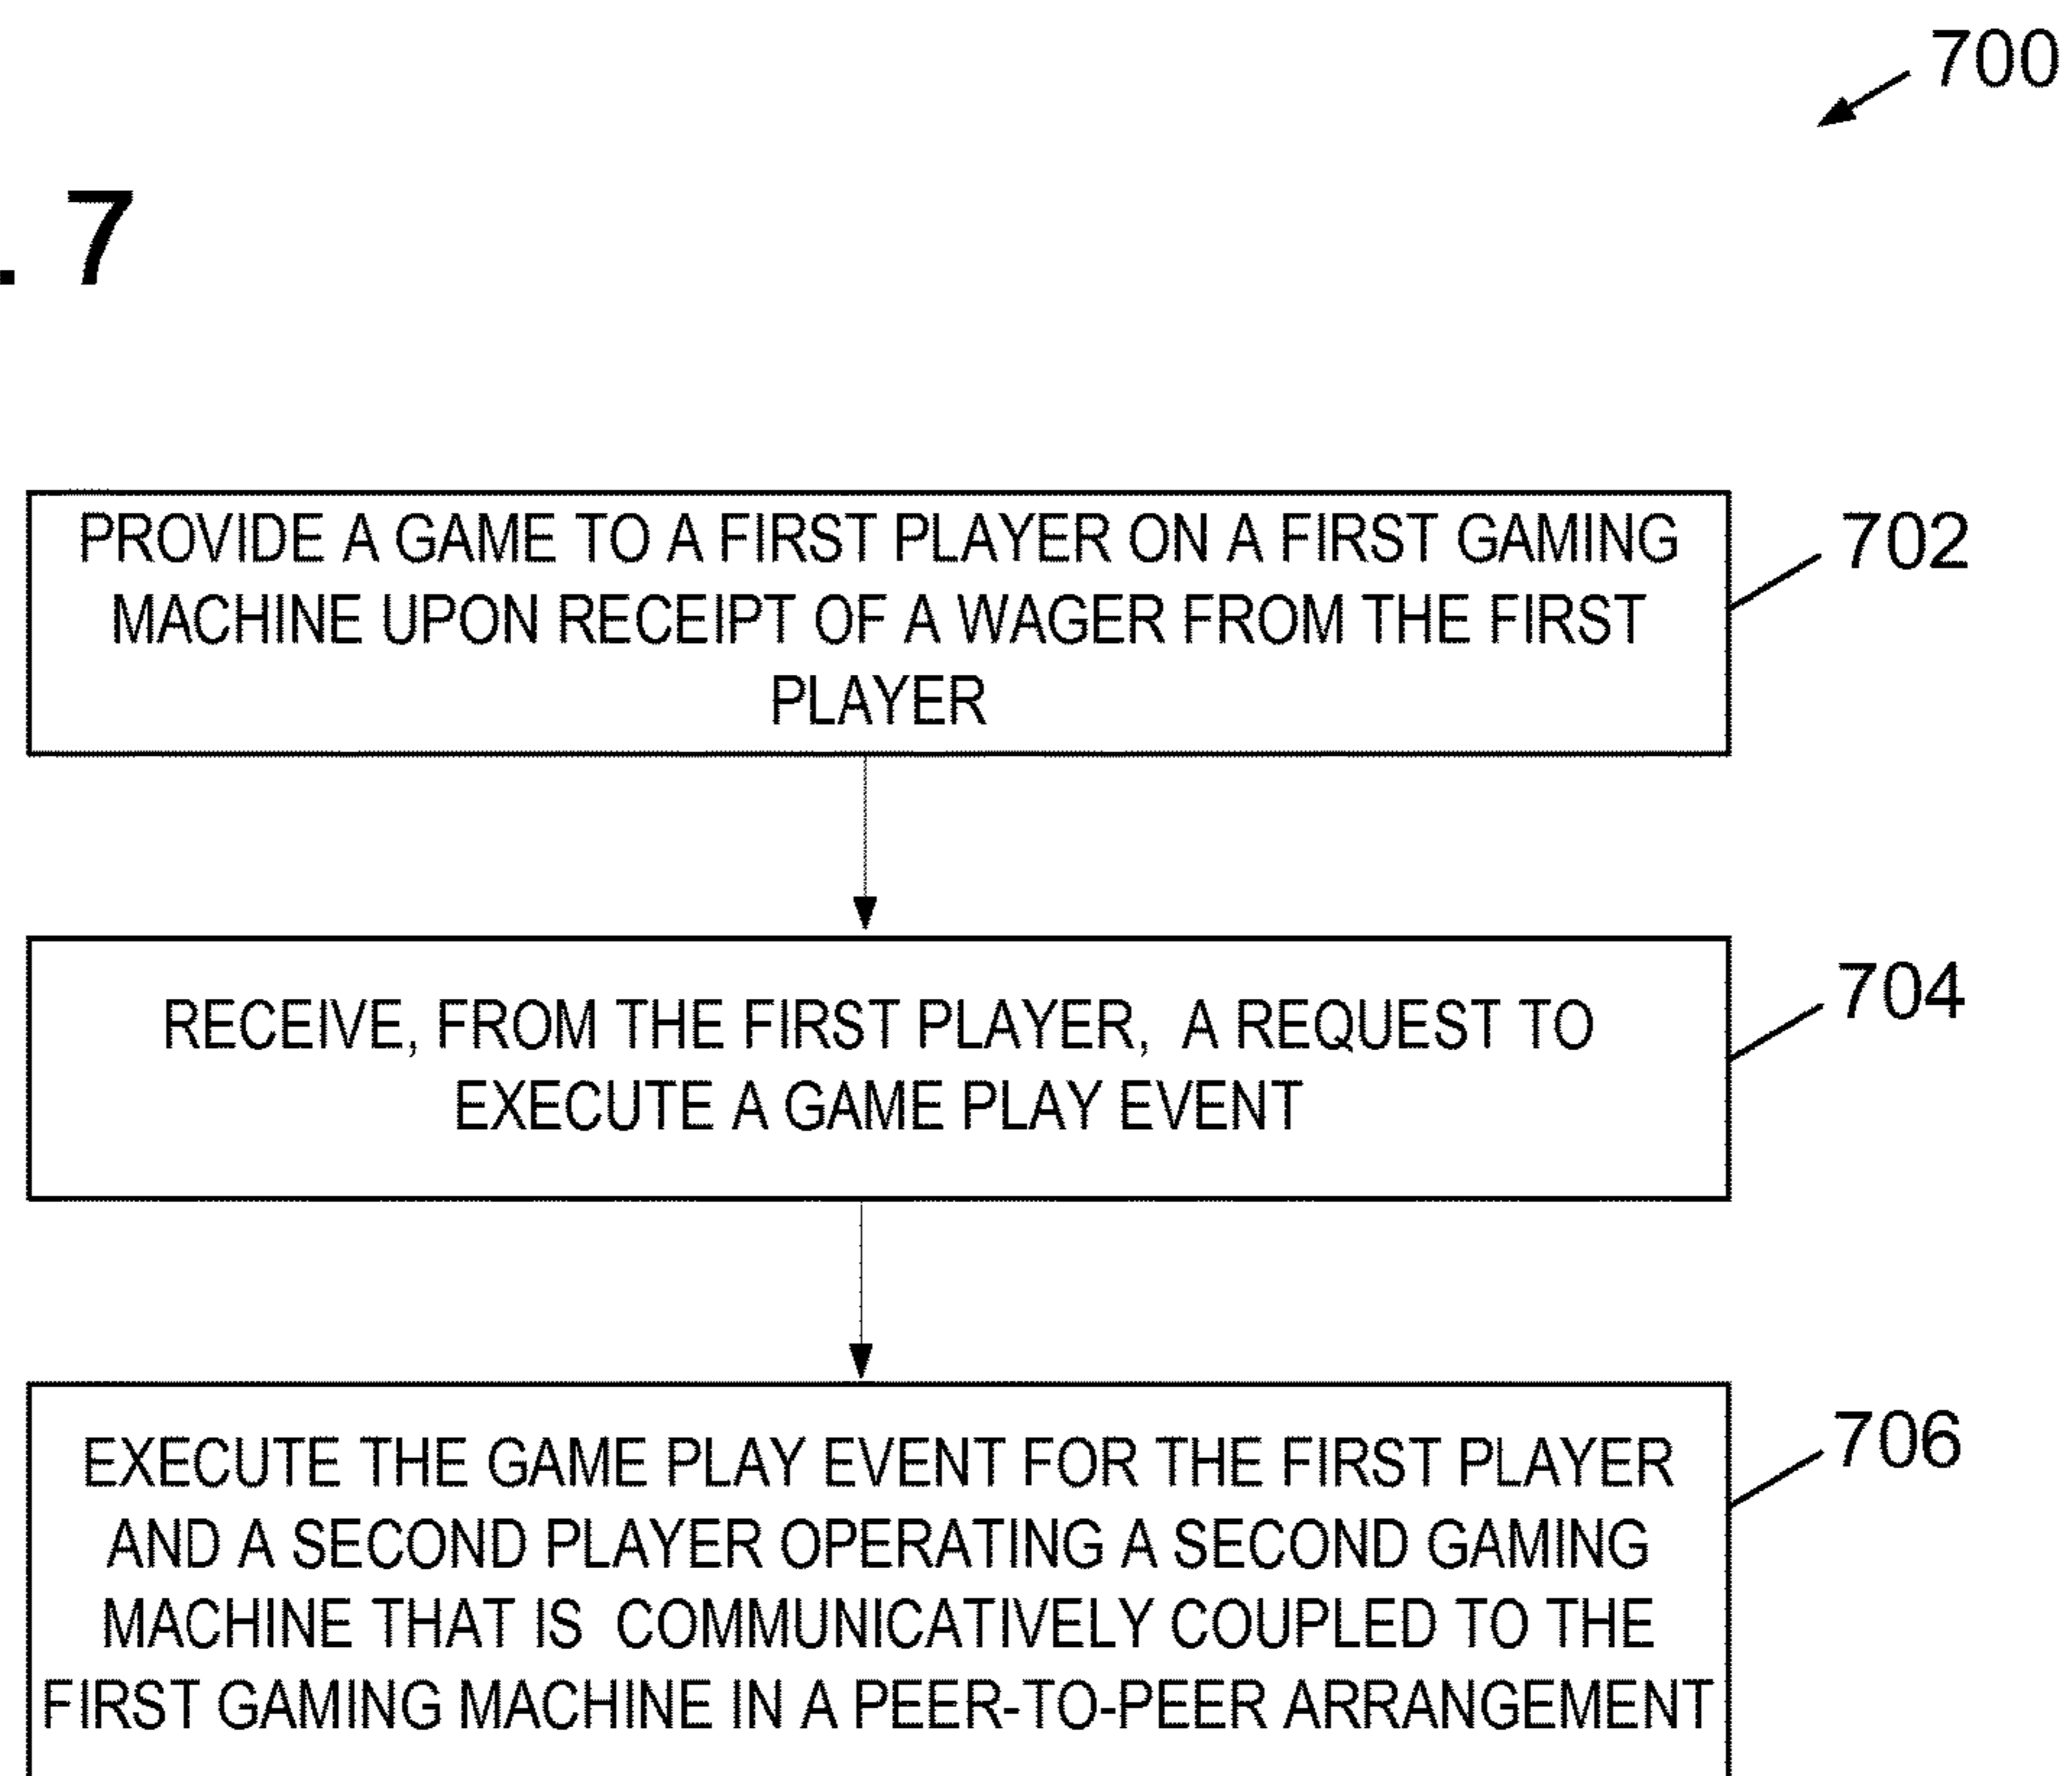 700
. 7
PROVIDE A GAME TO A FIRST PLAYER ON A FIRST GAMING
MACHINE UPON RECEIPT OF A WAGER FROM THE FIRST
PLAYER
702
RECEIVE, FROM THE FIRST PLAYER, A REQUEST TO
EXECUTE A GAME PLAY EVENT
704
EXECUTE THE GAME PLAY EVENT FOR THE FIRST PLAYER
AND A SECOND PLAYER OPERATING A SECOND GAMING
MACHINE THAT IS COMMUNICATIVELY COUPLED TO THE
FIRST GAMING MACHINE IN A PEER-TO-PEER ARRANGEMENT
706